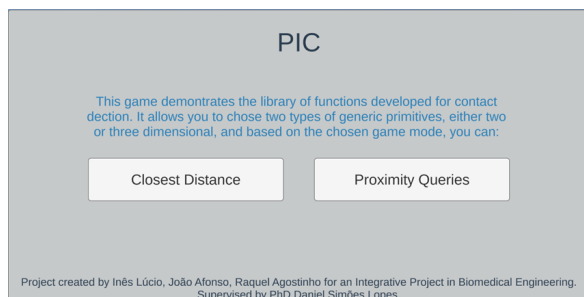 PIC
This game demontrates the library of functions developed for contact
dection. It allows you to chose two types of generic primitives, either two
or three dimensional, and based on the chosen game mode, you can:
Closest Distance
Proximity Queries
Project created by Inês Lúcio, João Afonso, Raquel Agostinho for an Integrative Project in Biomedical Engineering.
Supervised by PhD Daniel Simões Lopes